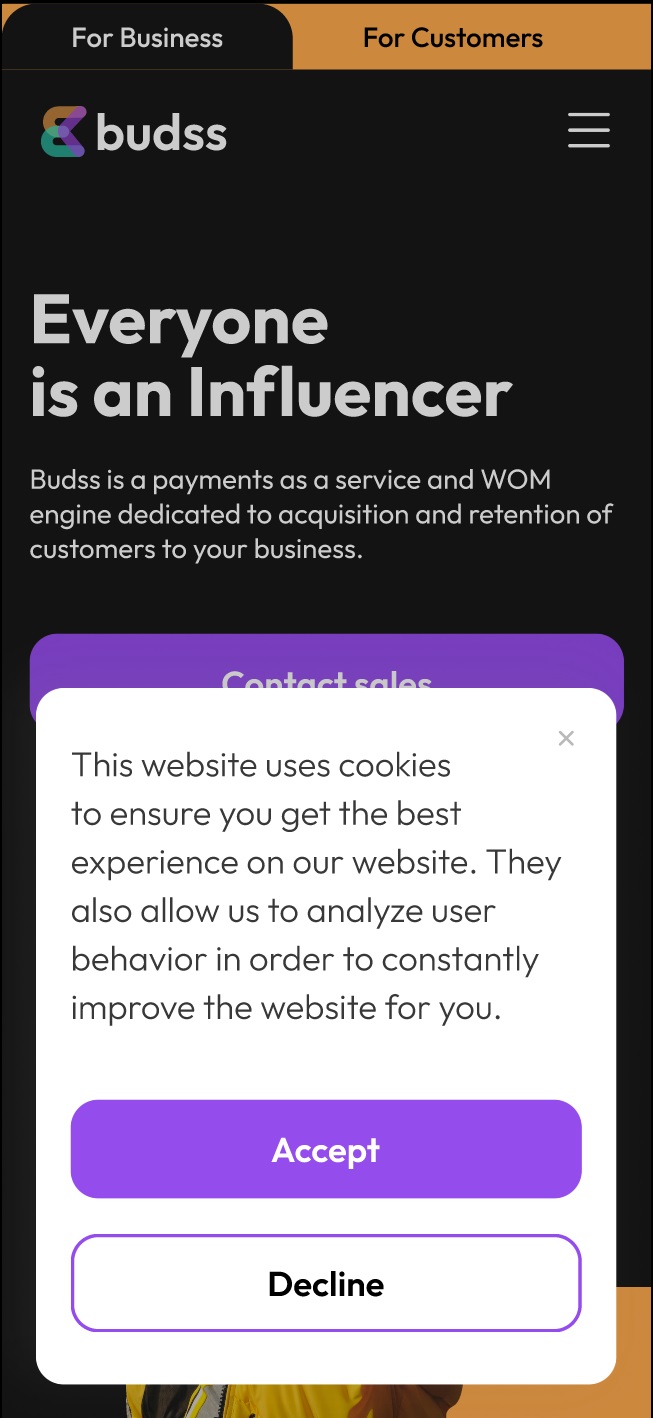 For Business
For Customers
budss
Everyone
is an Influencer
Budss is a payments as a service and WOM
engine dedicated to acquisition and retention of
customers to your business.
Contact sales
This website uses cookies
to ensure you get the best
experience on our website. They
also allow us to analyze user
behavior in order to constantly
improve the website for you.
Accept
Decline